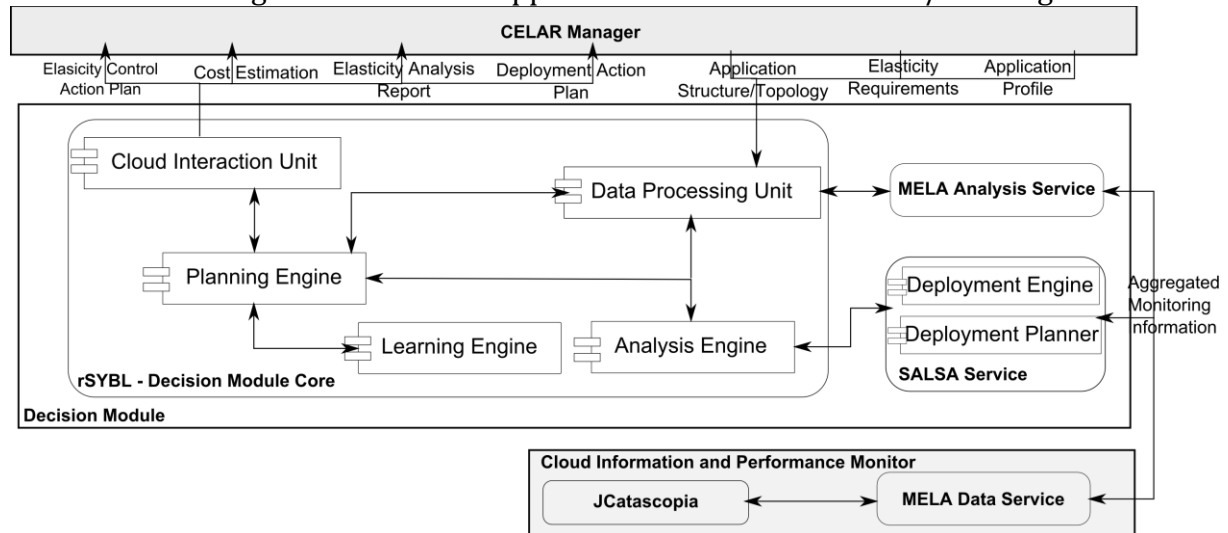 CELAR Manager
Elasicity Control
Action Plan
Cost Estimation
Elasticity Analysis
Report
Deployment Action
Plan
Application
Structure/Topology
Elasticity
Requirements
Application
Profile
Cloud Interaction Unit
Data Processing Unit
MELA Analysis Service
Planning Engine
Deployment Engine
Aggregated
Monitoring
nformation
Deployment Planner
Learning Engine
Analysis Engine
SALSA Service
rSYBL - Decision Module Core
Decision Module
Cloud Information and Performance Monitor
JCatascopia
MELA Data Service